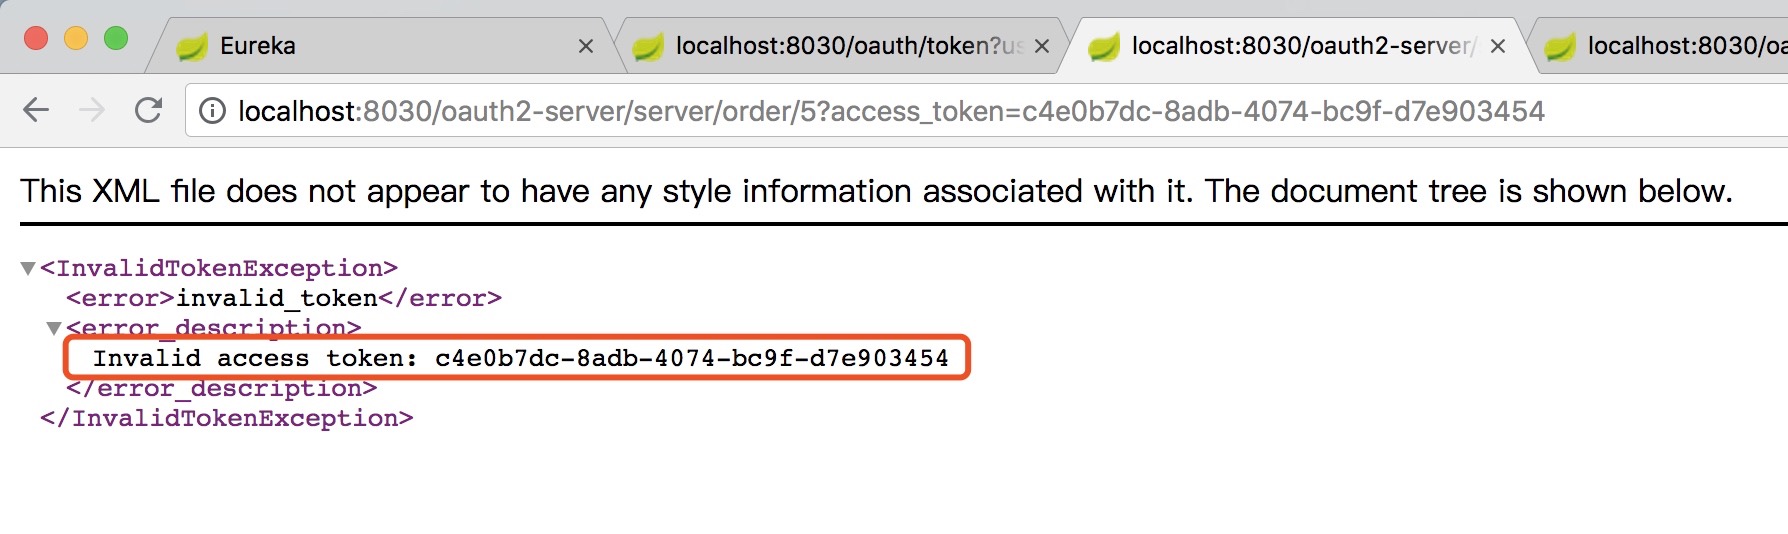 Eureka
localhost:8030/oauth/token?us
localhost:8030/oauth2-server/
localhost:8030/oa
localhost:8030/oauth2-server/server/order/5?access_token=c4e0b7dc-8adb-4074-bc9f-d7e903454
This XML file does not appear to have any style information associated with it. The document tree is shown below.
<InvalidTokenException>
<error>invalid_token</error>
<error_description>
Invalid access token: c4e0b7dc-8adb-4074-bc9f-d7e903454
</error_description>
</InvalidTokenException>